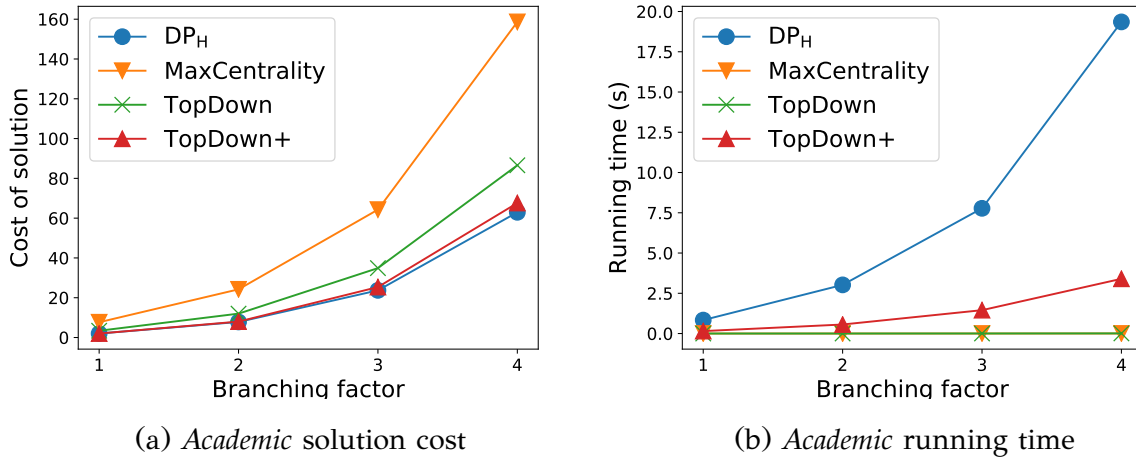 160
140
120
100
80
60
40
20
0
Cost of solution
DP_H
MaxCentrality
TopDown
TopDown+
1 2 3 4
Branching factor
(a) Academic solution cost
20.0
17.5
15.0
12.5
10.0
7.5
5.0
2.5
0.0
Running time (s)
DP_H
MaxCentrality
TopDown
TopDown+
1 2 3 4
Branching factor
(b) Academic running time